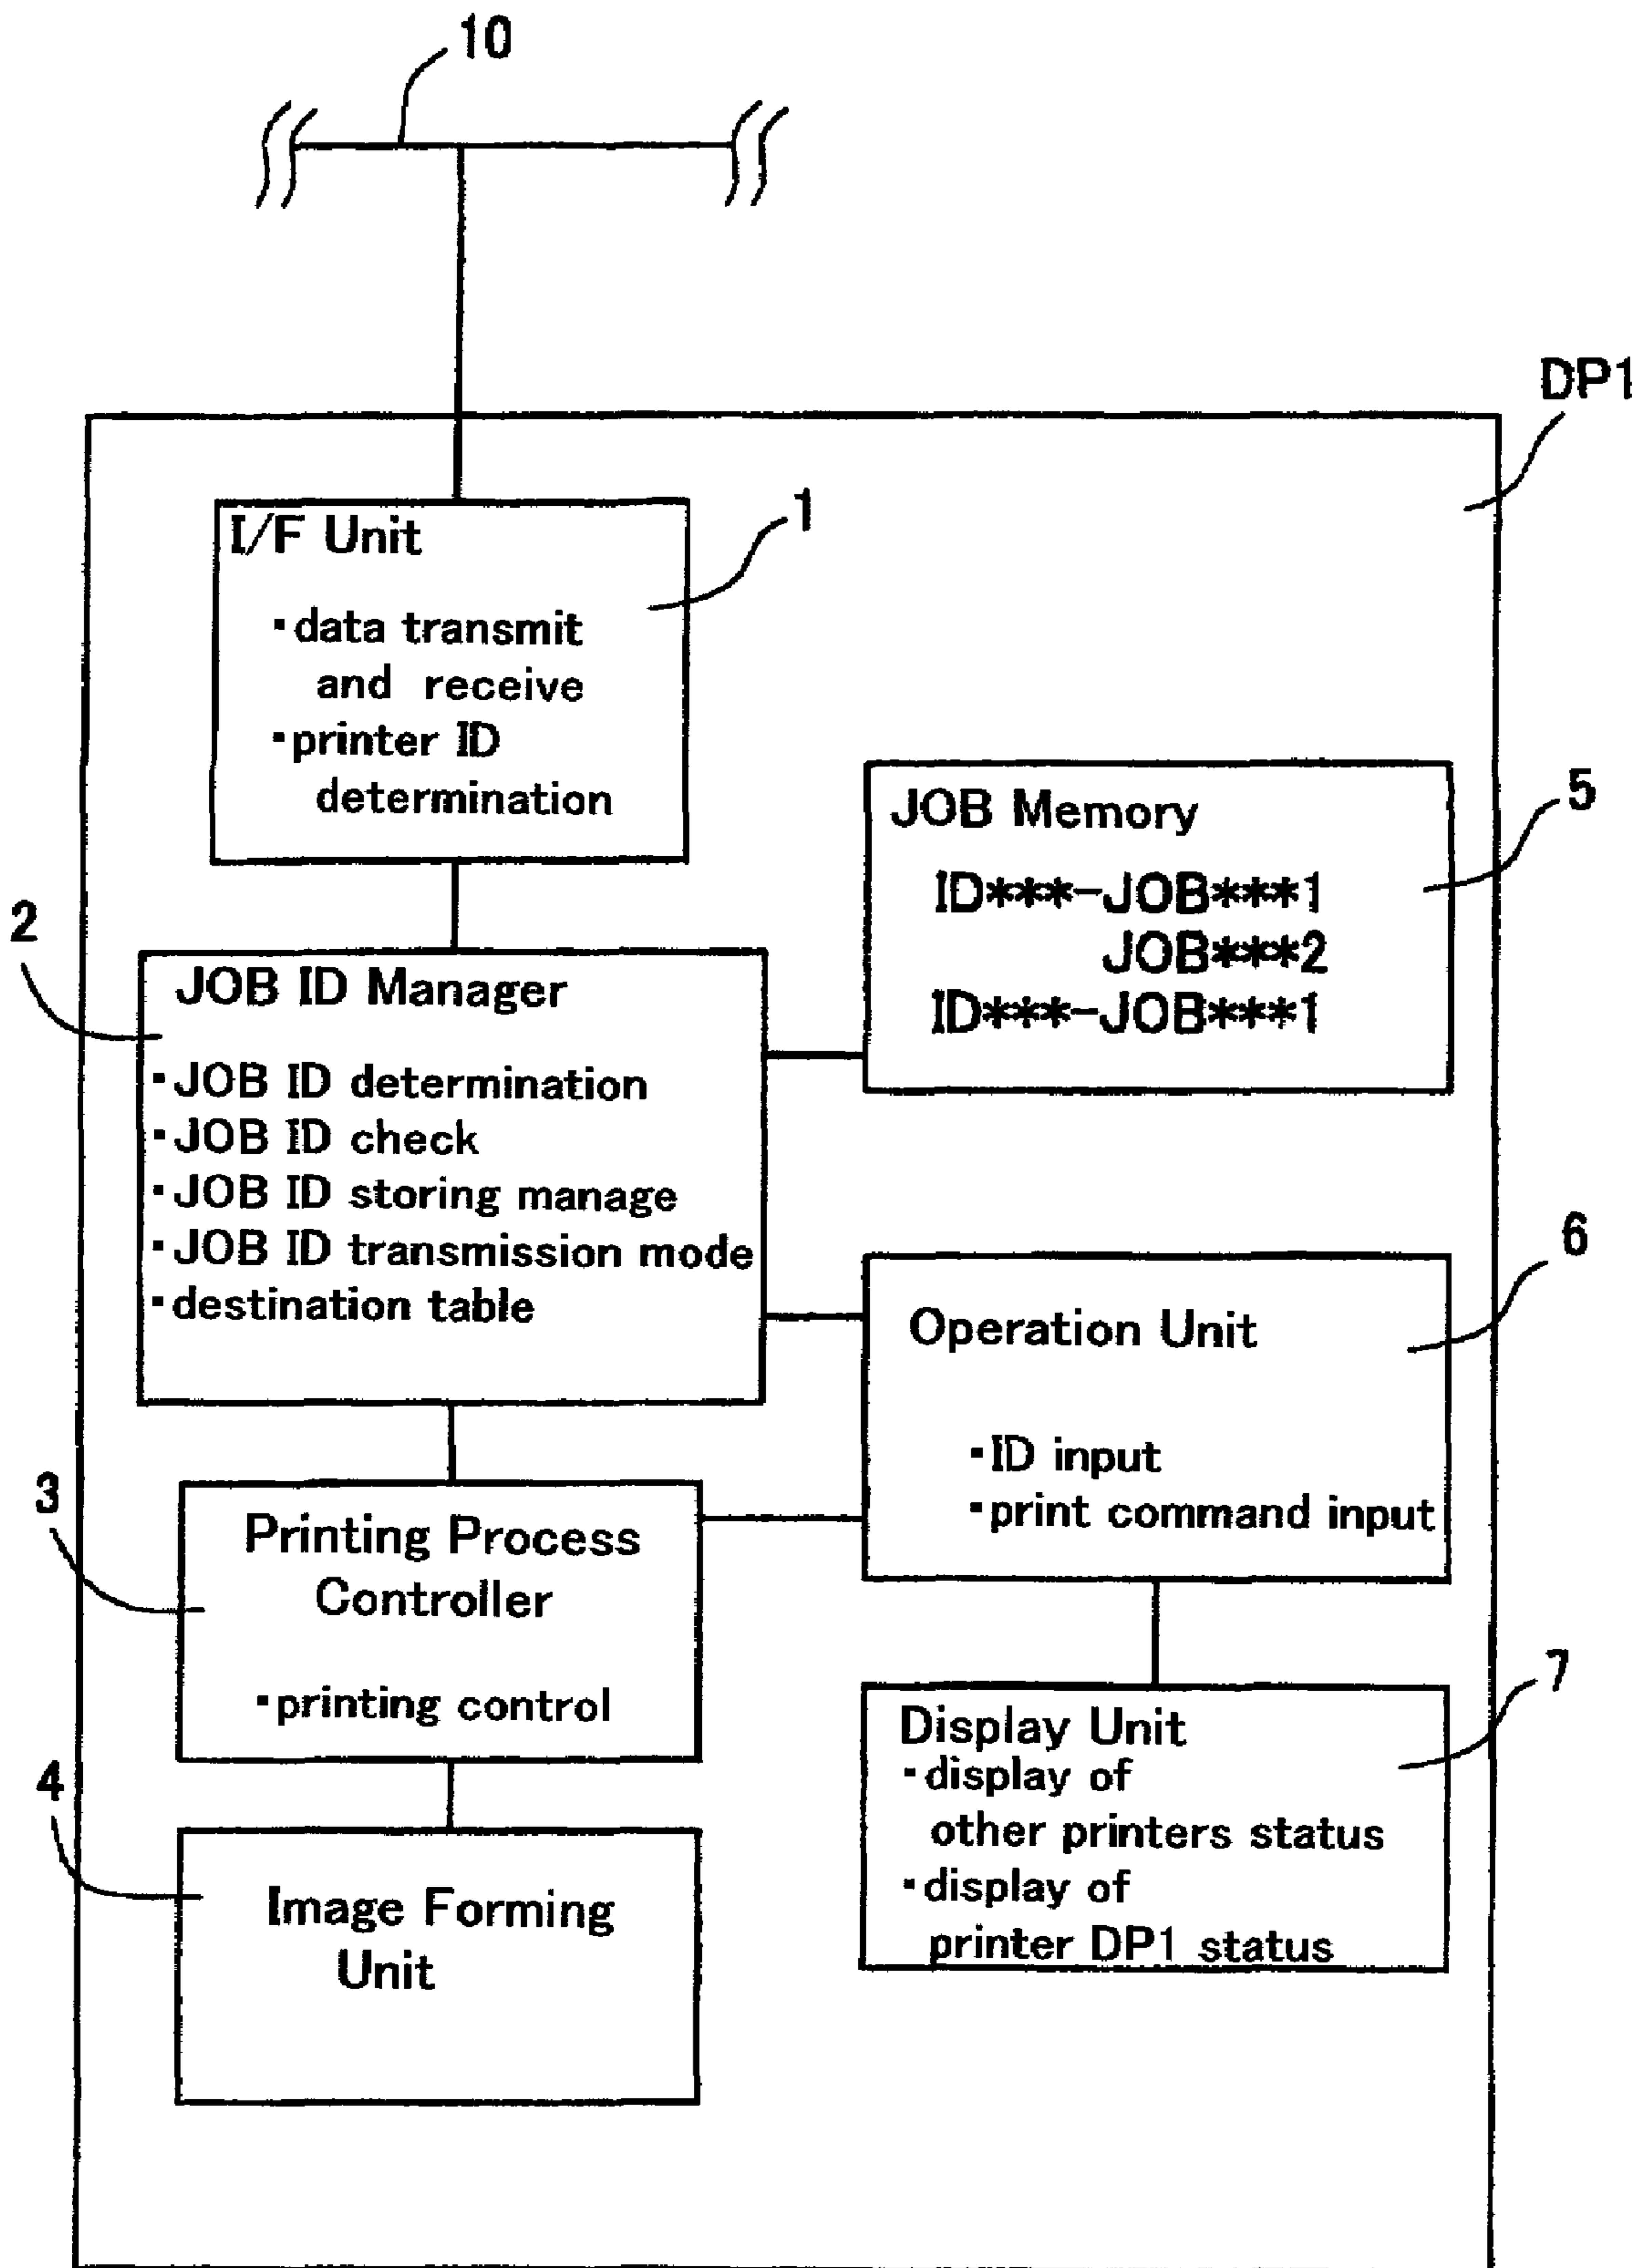 10
DP1
I/F Unit
1
・data transmit
and receive
・printer ID
determination
JOB Memory
5
ID***-JOB***1
JOB***2
ID***-JOB***1
2
JOB ID Manager
・JOB ID determination
・JOB ID check
・JOB ID storing manage
・JOB ID transmission mode
・destination table
6
Operation Unit
・ID input
・print command input
3
Printing Process
Controller
・printing control
7
Display Unit
・display of
other printers status
・display of
printer DP1 status
4
Image Forming
Unit